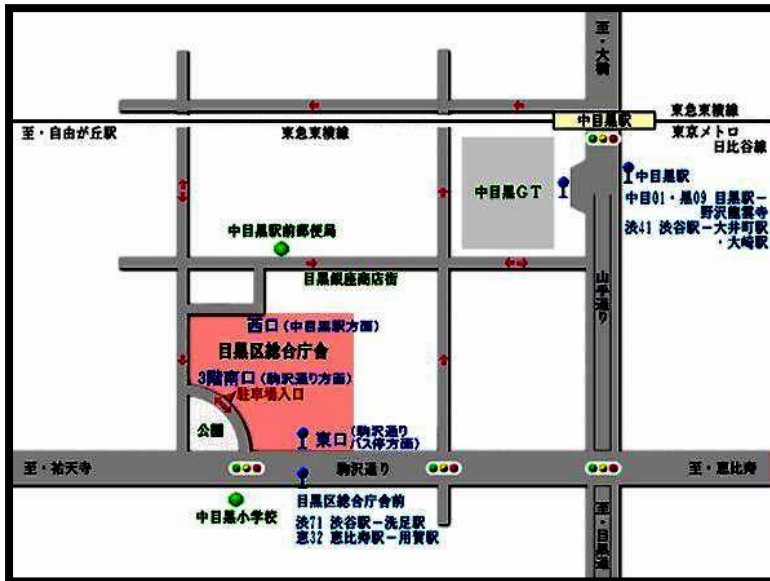 至・大橋
東急東横線
中目黒駅
至・自由が丘駅
東急東横線
東京メトロ
日比谷線
中目黒GT
中目黒駅
中目01・黒09 目黒駅－
野沢龍雲寺
渋41 渋谷駅－大井町駅
・大崎駅
中目黒駅前郵便局
目黒銀座商店街
山手通り
西口(中目黒駅方面)
目黒区総合庁舎
3階南口(駒沢通り方面)
駐車場入口
公園
東口
(駒沢通り
バス停方面)
至・祐天寺
駒沢通り
至・恵比寿
目黒区総合庁舎前
中目黒小学校
渋71 渋谷駅－洗足駅
恵32 恵比寿駅－用賀駅
至・目黒通